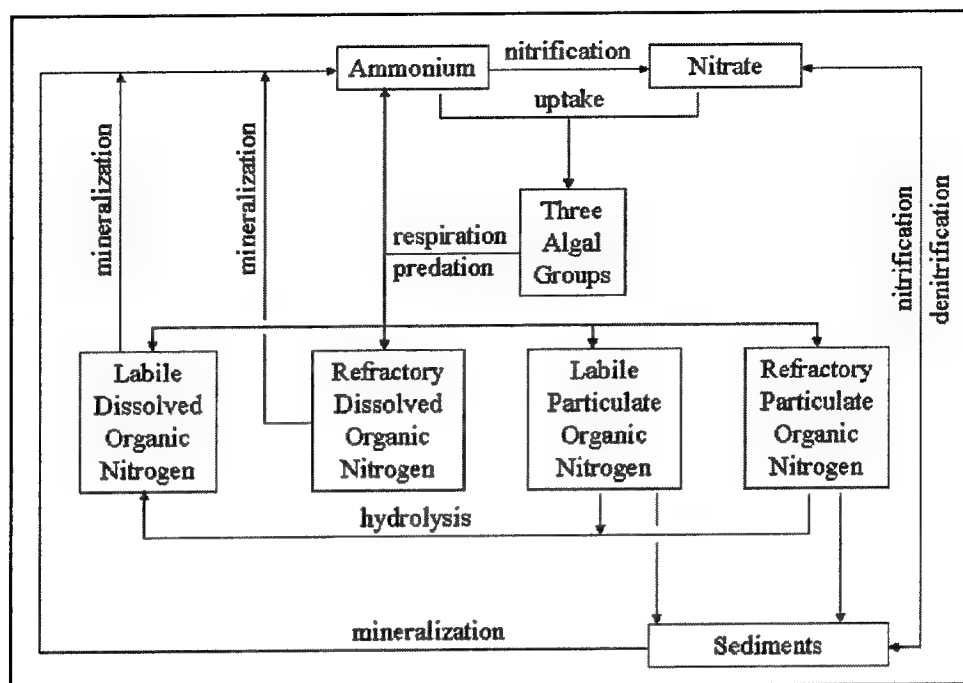 Ammonium
nitrification
Nitrate
uptake
mineralization
mineralization
Three
Algal
Groups
respiration
predation
nitrification
denitrification
Labile
Dissolved
Organic
Nitrogen
Refractory
Dissolved
Organic
Nitrogen
Labile
Particulate
Organic
Nitrogen
Refractory
Particulate
Organic
Nitrogen
hydrolysis
mineralization
Sediments